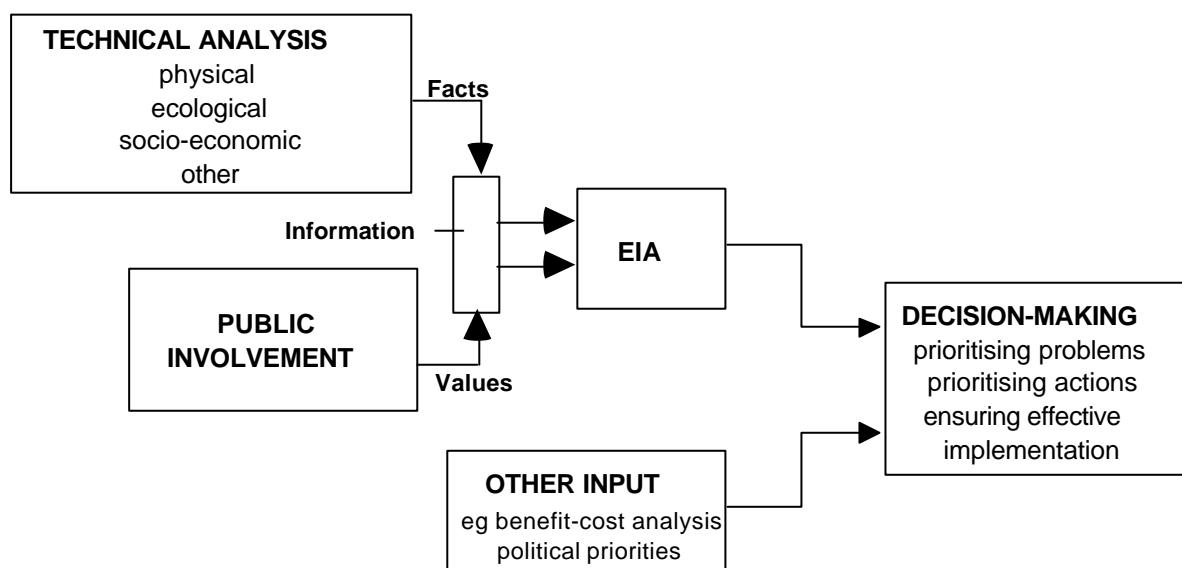 TECHNICAL ANALYSIS
physical
ecological
socio-economic
other
Facts
Information
EIA
PUBLIC
INVOLVEMENT
Values
DECISION-MAKING
prioritising problems
prioritising actions
ensuring effective
implementation
OTHER INPUT
eg benefit-cost analysis
political priorities